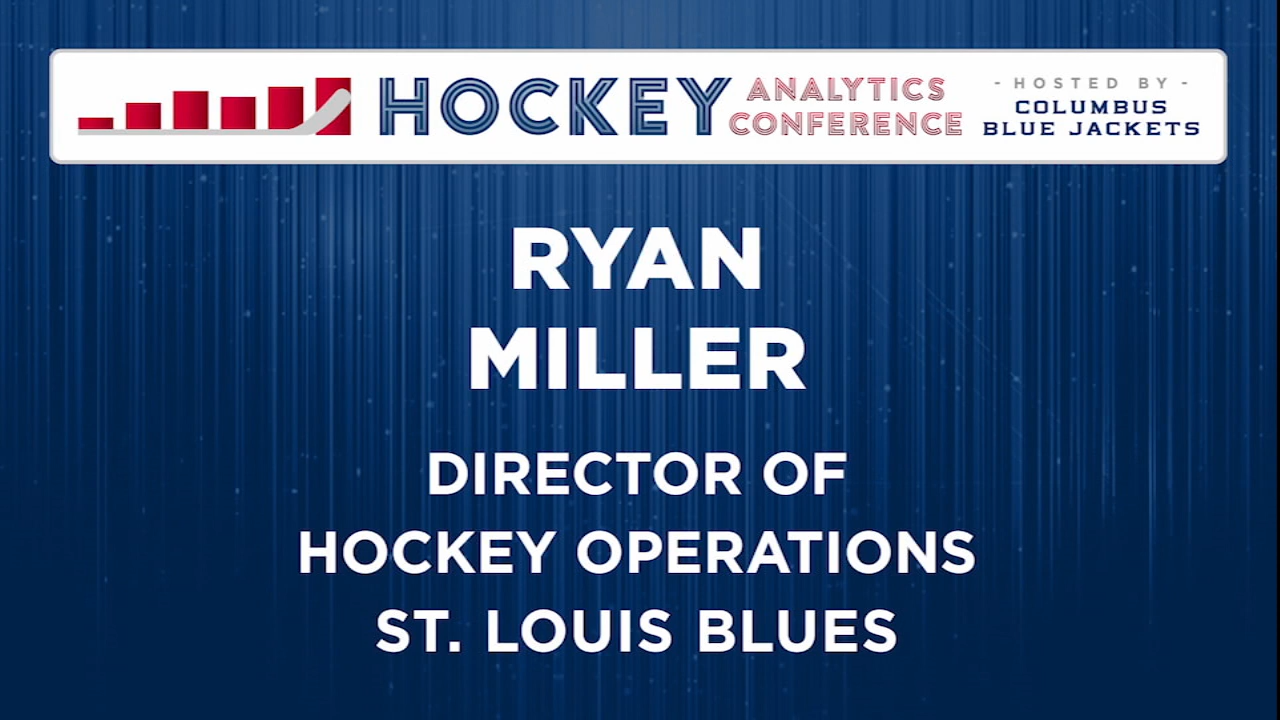 HOCKEY
ANALYTICS
CONFERENCE
- HOSTED BY -
COLUMBUS
BLUE JACKETS
RYAN
MILLER
DIRECTOR OF
HOCKEY OPERATIONS
ST. LOUIS BLUES